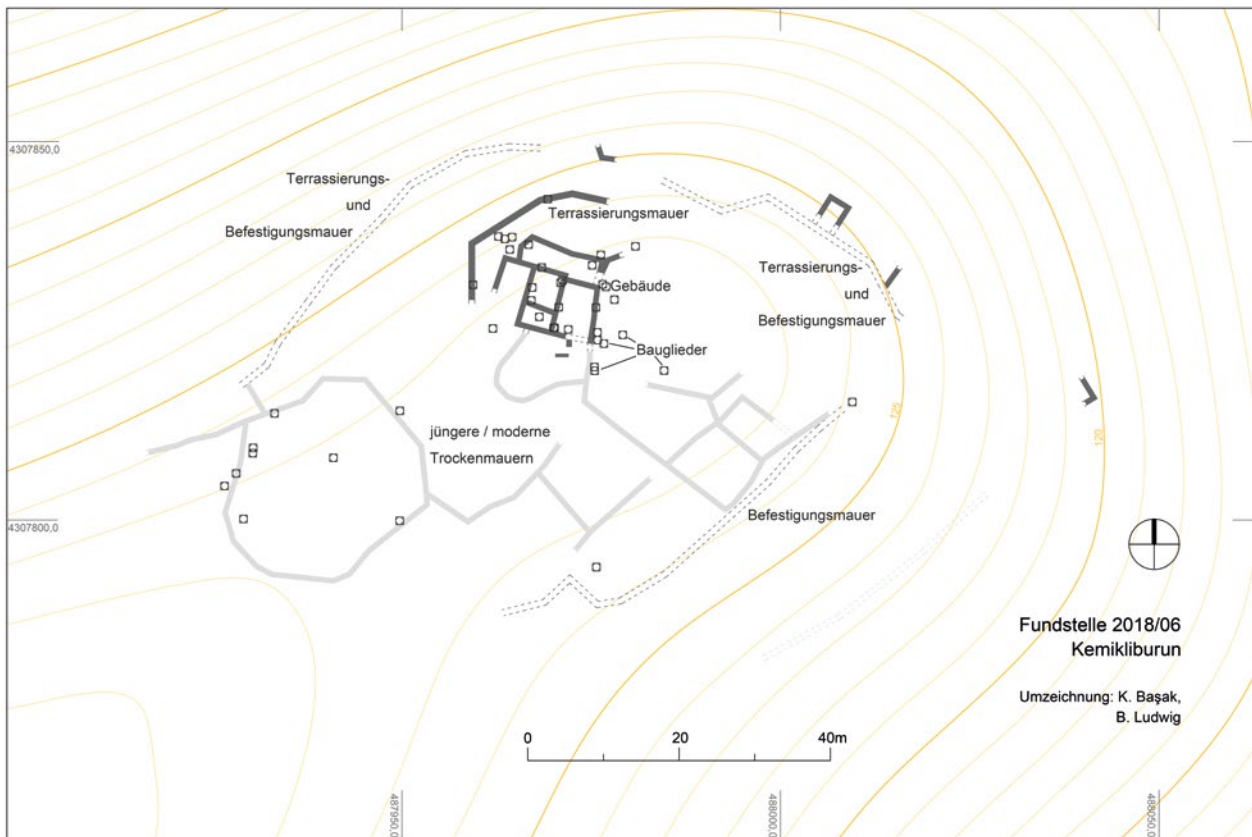 4307850,0
Terrassierungs-
und
Befestigungsmauer
Terrassierungsmauer
Gebäude
Terrassierungs-
und
Befestigungsmauer
Bauglieder
jüngere / moderne
Trockenmauern
125
120
4307800,0
Befestigungsmauer
Fundstelle 2018/06
Kemikliburun
Umzeichnung: K. Başak,
B. Ludwig
0 20 40m
487950,0
488000,0
488050,0